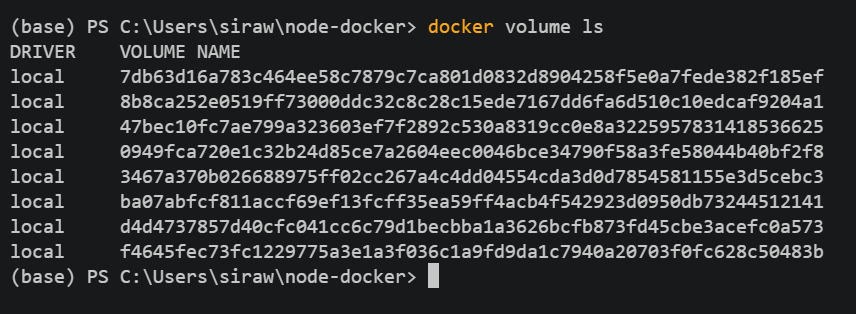 (base) PS C:\Users\siraw\node-docker> docker volume ls
DRIVER    VOLUME NAME
local     7db63d16a783c464ee58c7879c7ca801d0832d8904258f5e0a7fede382f185ef
local     8b8ca252e0519ff73000ddc32c8c28c15ede7167dd6fa6d510c10edcaf9204a1
local     47bec10fc7ae799a323603ef7f2892c530a8319cc0e8a3225957831418536625
local     0949fca720e1c32b24d85ce7a2604eec0046bce34790f58a3fe58044b40bf2f8
local     3467a370b026688975ff02cc267a4c4dd04554cda3d0d7854581155e3d5cebc3
local     ba07abfcf811accf69ef13fcff35ea59ff4acb4f542923d0950db73244512141
local     d4d4737857d40cfc041cc6c79d1becbba1a3626bcfb873fd45cbe3acefc0a573
local     f4645fec73fc1229775a3e1a3f036c1a9fd9da1c7940a20703f0fc628c50483b
(base) PS C:\Users\siraw\node-docker>